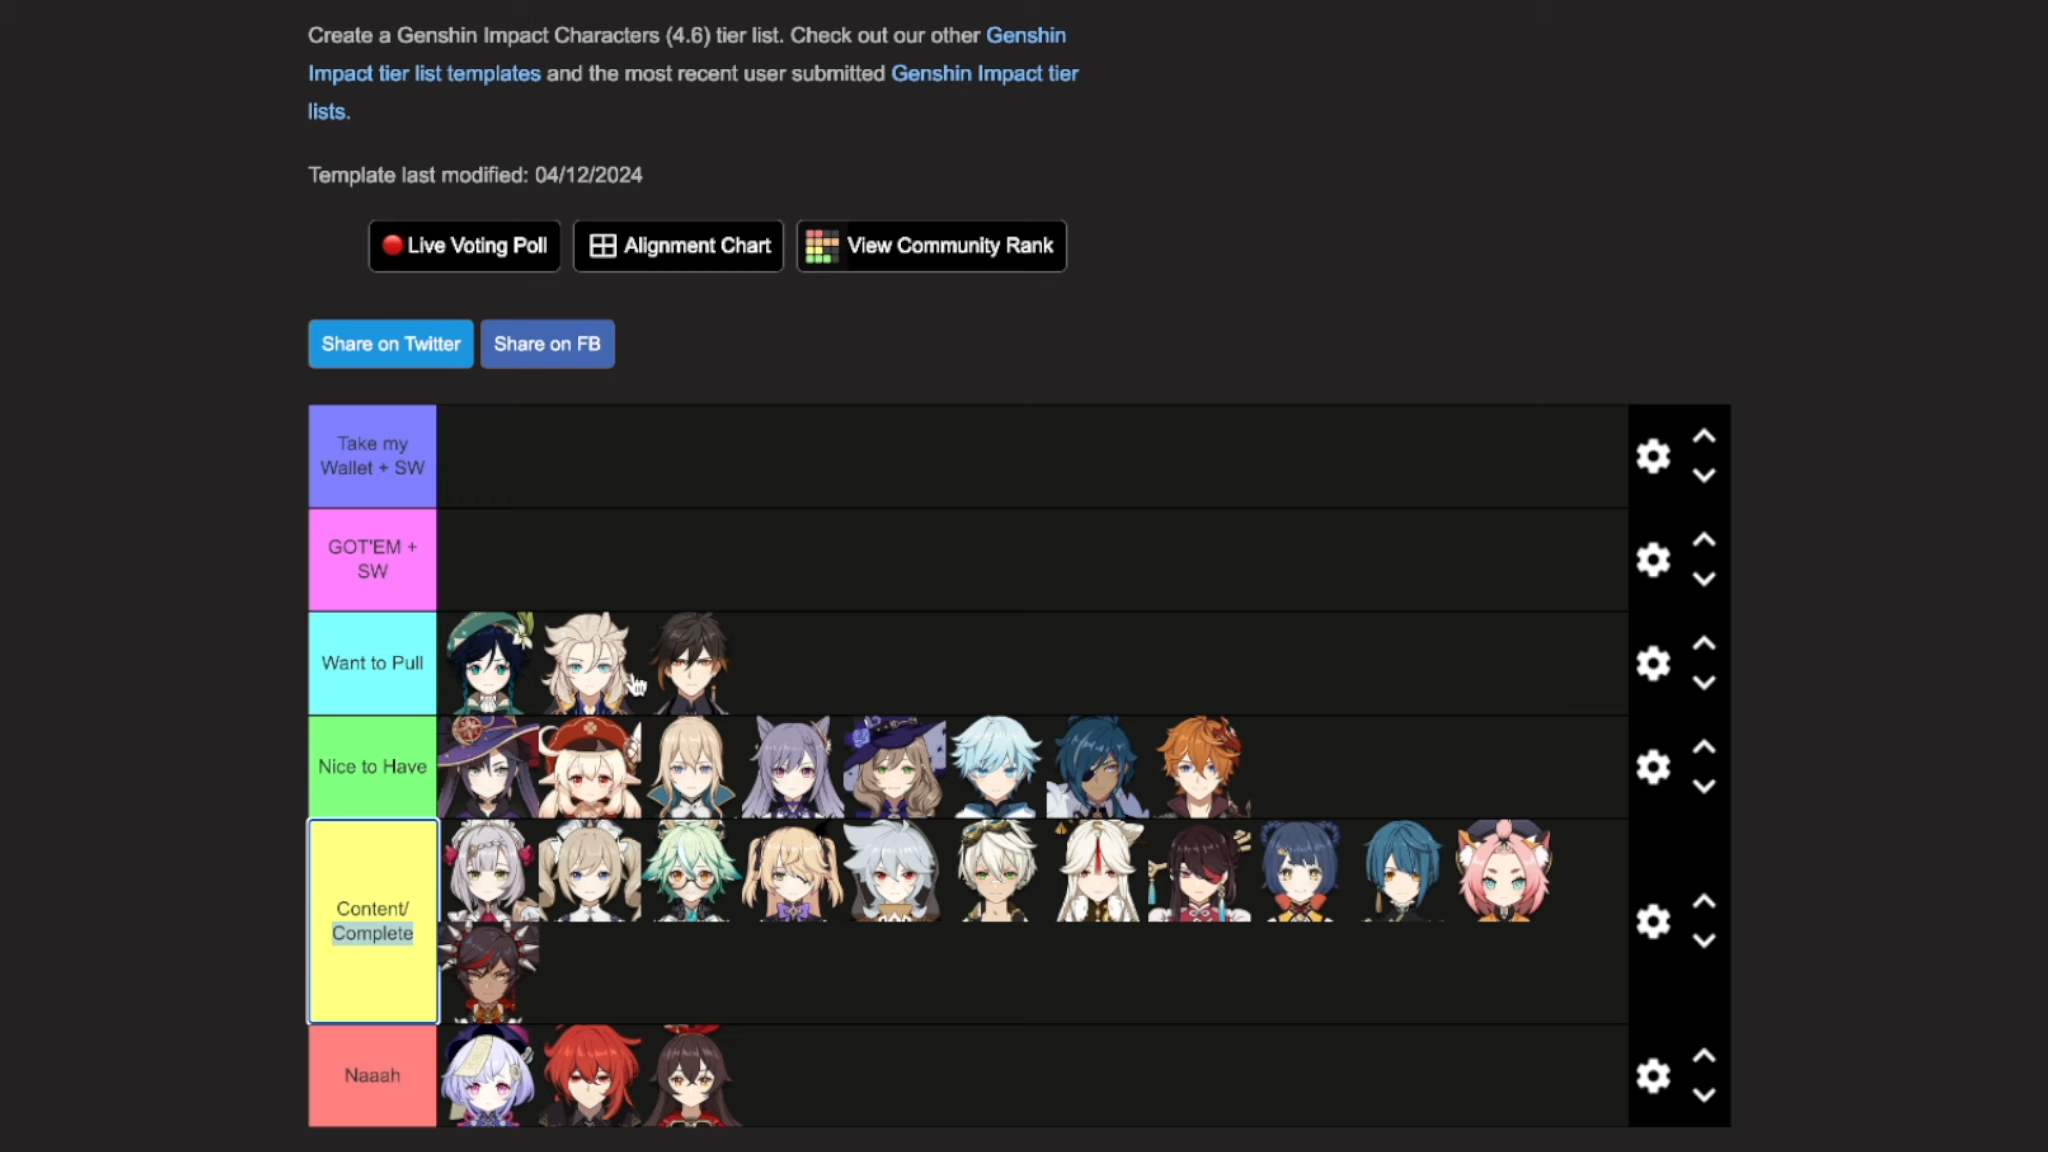 Create a Genshin Impact Characters (4.6) tier list. Check out our other Genshin
Impact tier list templates and the most recent user submitted Genshin Impact tier
lists.
Template last modified: 04/12/2024
Live Voting Poll
Alignment Chart
View Community Rank
Share on Twitter
Share on FB
Take my
Wallet + SW
GOT'EM +
SW
Want to Pull
Nice to Have
Content/
Complete
Naaah